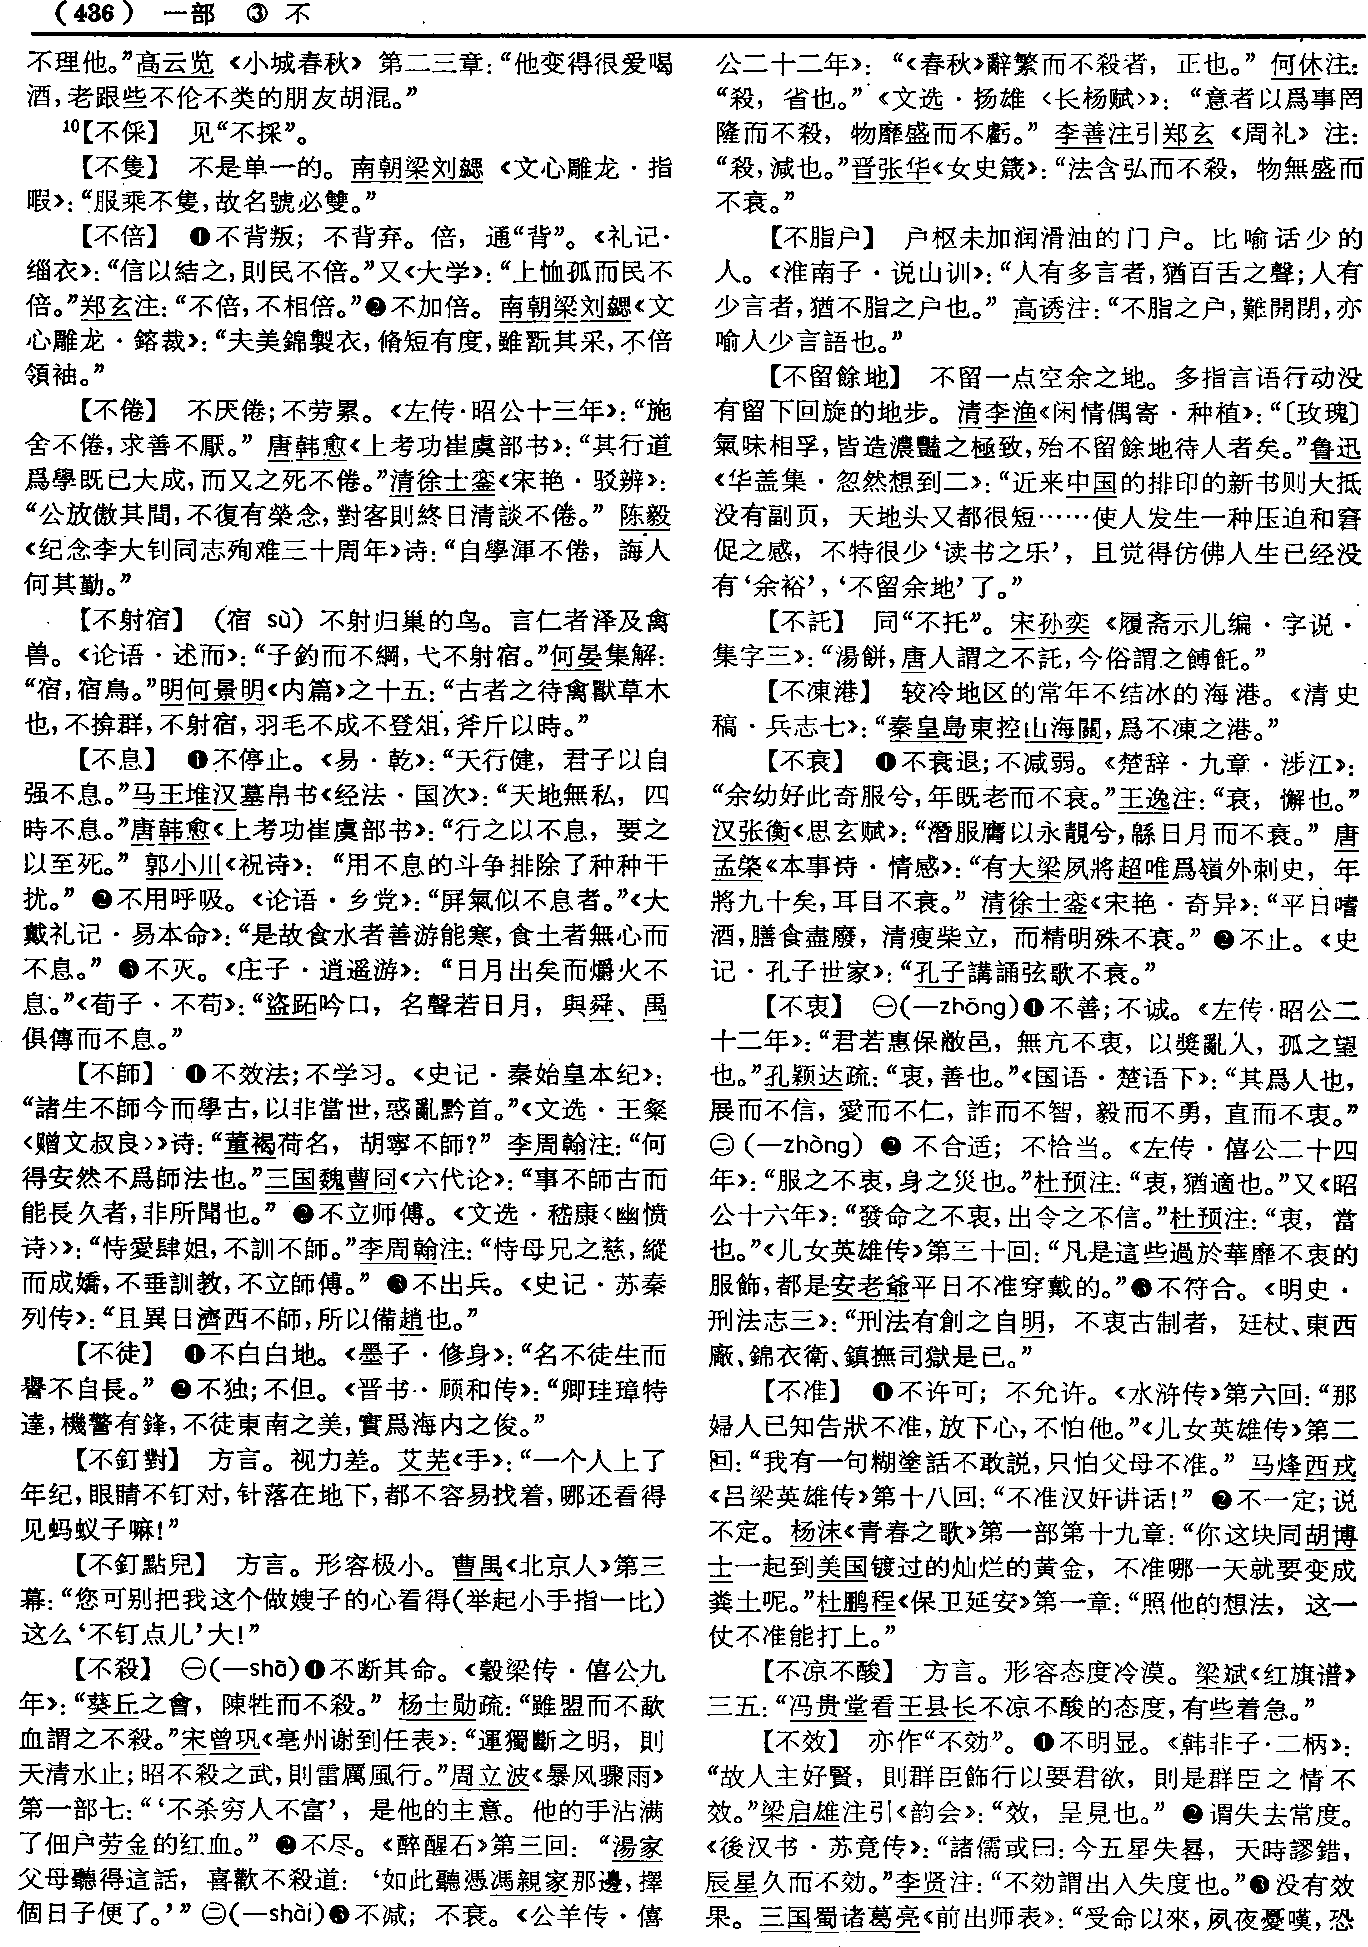 （436） 一部 ③ 不
不理他。”高云览《小城春秋》第二三章：“他变得很爱喝
酒，老跟些不伦不类的朋友胡混。”
10【不保】 见“不採”。
【不隻】 不是单一的。南朝梁刘勰《文心雕龙·指
暇》：“服乘不隻，故名號必雙。”
【不倍】 ❶不背叛；不背弃。倍，通“背”。《礼记·
缁衣》：“信以結之，則民不倍。”又《大学》：“上恤孤而民不
倍。”郑玄注：“不倍，不相倍。”❷不加倍。南朝梁刘勰《文
心雕龙·鎔裁》：“夫美錦製衣，脩短有度，雖翫其采，不倍
領袖。”
【不倦】 不厌倦；不劳累。《左传·昭公十三年》：“施
舍不倦，求善不厭。”唐韩愈《上考功崔虞部书》：“其行道
爲學既已大成，而又之死不倦。”清徐士銮《宋艳·驳辨》：
“公放傲其間，不復有榮念，對客則終日清談不倦。”陈毅
《纪念李大钊同志殉难三十周年》诗：“自學渾不倦，誨人
何其勤。”
【不射宿】 （宿 sù）不射归巢的鸟。言仁者泽及禽
兽。《论语·述而》：“子釣而不綱，弋不射宿。”何晏集解：
“宿，宿鳥。”明何景明《内篇》之十五：“古者之待禽獸草木
也，不揜群，不射宿，羽毛不成不登俎，斧斤以時。”
【不息】 ❶不停止。《易·乾》：“天行健，君子以自
强不息。”马王堆汉墓帛书《经法·国次》：“天地無私，四
時不息。”唐韩愈《上考功崔虞部书》：“行之以不息，要之
以至死。”郭小川《祝诗》：“用不息的斗争排除了种种干
扰。”❷不用呼吸。《论语·乡党》：“屏氣似不息者。”《大
戴礼记·易本命》：“是故食水者善游能寒，食土者無心而
不息。”❸不灭。《庄子·逍遥游》：“日月出矣而爝火不
息。”《荀子·不苟》：“盜跖吟口，名聲若日月，與舜、禹
俱傳而不息。”
【不師】 ❶不效法；不学习。《史记·秦始皇本纪》：
“諸生不師今而學古，以非當世，惑亂黔首。”《文选·王粲
〈赠文叔良〉》诗：“董褐荷名，胡寧不師?”李周翰注：“何
得安然不爲師法也。”三国魏曹冏《六代论》：“事不師古而
能長久者，非所聞也。”❷不立师傅。《文选·嵇康〈幽愤
诗〉》：“恃愛肆姐，不訓不師。”李周翰注：“恃母兄之慈，縱
而成嬌，不垂訓教，不立師傅。”❸不出兵。《史记·苏秦
列传》：“且異日濟西不師，所以備趙也。”
【不徒】 ❶不白白地。《墨子·修身》：“名不徒生而
譽不自長。”❷不独；不但。《晋书·顾和传》：“卿珪璋特
達，機警有鋒，不徒東南之美，實爲海内之俊。”
【不釘對】 方言。视力差。艾芜《手》：“一个人上了
年纪，眼睛不钉对，针落在地下，都不容易找着，哪还看得
见蚂蚁子嘛!”
【不釘點兒】 方言。形容极小。曹禺《北京人》第三
幕：“您可别把我这个做嫂子的心看得（举起小手指一比）
这么‘不钉点儿’大!”
【不殺】 ㊀（—shā）❶不断其命。《穀梁传·僖公九
年》：“葵丘之會，陳牲而不殺。”杨士勋疏：“雖盟而不歃
血謂之不殺。”宋曾巩《亳州谢到任表》：“運獨斷之明，則
天清水止；昭不殺之武，則雷厲風行。”周立波《暴风骤雨》
第一部七：“‘不杀穷人不富’，是他的主意。他的手沾满
了佃户劳金的红血。”❷不尽。《醉醒石》第三回：“湯家
父母聽得這話，喜歡不殺道：‘如此聽憑馮親家那邊，擇
個日子便了。’”㊁（—shài）❸不减；不衰。《公羊传·僖
公二十二年》：“《春秋》辭繁而不殺者，正也。”何休注：
“殺，省也。”《文选·扬雄〈长杨赋〉》：“意者以爲事罔
隆而不殺，物靡盛而不虧。”李善注引郑玄《周礼》注：
“殺，減也。”晋张华《女史箴》：“法含弘而不殺，物無盛而
不衰。”
【不脂户】 户枢未加润滑油的门户。比喻话少的
人。《淮南子·说山训》：“人有多言者，猶百舌之聲；人有
少言者，猶不脂之户也。”高诱注：“不脂之户，難開閉，亦
喻人少言語也。”
【不留餘地】 不留一点空余之地。多指言语行动没
有留下回旋的地步。清李渔《闲情偶寄·种植》：“〔玫瑰〕
氣味相孚，皆造濃豔之極致，殆不留餘地待人者矣。”鲁迅
《华盖集·忽然想到二》：“近来中国的排印的新书则大抵
没有副页，天地头又都很短……使人发生一种压迫和窘
促之感，不特很少‘读书之乐’，且觉得仿佛人生已经没
有‘余裕’，‘不留余地’了。”
【不託】 同“不托”。宋孙奕《履斋示儿编·字说·
集字三》：“湯餅，唐人謂之不託，今俗謂之餺飥。”
【不凍港】 较冷地区的常年不结冰的海港。《清史
稿·兵志七》：“秦皇島東控山海關，爲不凍之港。”
【不衰】 ❶不衰退；不减弱。《楚辞·九章·涉江》：
“余幼好此奇服兮，年既老而不衰。”王逸注：“衰，懈也。”
汉张衡《思玄赋》：“潛服膺以永靚兮，緜日月而不衰。”唐
孟棨《本事诗·情感》：“有大梁夙將超唯爲嶺外刺史，年
將九十矣，耳目不衰。”清徐士銮《宋艳·奇异》：“平日嗜
酒，膳食盡廢，清瘦柴立，而精明殊不衰。”❷不止。《史
记·孔子世家》：“孔子講誦弦歌不衰。”
【不衷】 ㊀（—zhōng）❶不善；不诚。《左传·昭公二
十二年》：“君若惠保敝邑，無亢不衷，以獎亂人，孤之望
也。”孔颖达疏：“衷，善也。”《国语·楚语下》：“其爲人也，
展而不信，愛而不仁，詐而不智，毅而不勇，直而不衷。”
㊁（—zhòng）❷不合适；不恰当。《左传·僖公二十四
年》：“服之不衷，身之災也。”杜预注：“衷，猶適也。”又《昭
公十六年》：“發命之不衷，出令之不信。”杜预注：“衷，當
也。”《儿女英雄传》第三十回：“凡是這些過於華靡不衷的
服飾，都是安老爺平日不准穿戴的。”❸不符合。《明史·
刑法志三》：“刑法有創之自明，不衷古制者，廷杖、東西
廠、錦衣衛、鎮撫司獄是已。”
【不准】 ❶不许可；不允许。《水浒传》第六回：“那
婦人已知告狀不准，放下心，不怕他。”《儿女英雄传》第二
回：“我有一句糊塗話不敢説，只怕父母不准。”马烽西戎
《吕梁英雄传》第十八回：“不准汉奸讲话!”❷不一定；说
不定。杨沫《青春之歌》第一部第十九章：“你这块同胡博
士一起到美国镀过的灿烂的黄金，不准哪一天就要变成
粪土呢。”杜鹏程《保卫延安》第一章：“照他的想法，这一
仗不准能打上。”
【不凉不酸】 方言。形容态度冷漠。梁斌《红旗谱》
三五：“冯贵堂看王县长不凉不酸的态度，有些着急。”
【不效】 亦作“不効”。❶不明显。《韩非子·二柄》：
“故人主好賢，則群臣飾行以要君欲，則是群臣之情不
效。”梁启雄注引《韵会》：“效，呈見也。”❷谓失去常度。
《後汉书·苏竟传》：“諸儒或曰：今五星失晷，天時謬錯，
辰星久而不効。”李贤注：“不効謂出入失度也。”❸没有效
果。三国蜀诸葛亮《前出师表》：“受命以來，夙夜憂嘆，恐